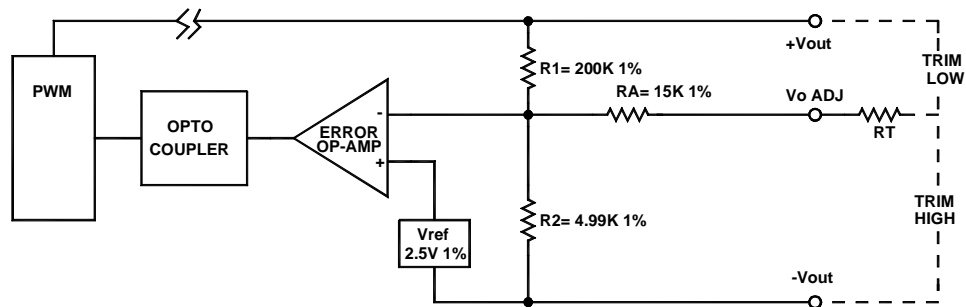 +Vout
R1= 200K 1%
TRIM
LOW
PWM
RA= 15K 1%
Vo ADJ
OPTO
COUPLER
-
ERROR
OP-AMP
+
RT
TRIM
HIGH
R2= 4.99K 1%
Vref
2.5V 1%
-Vout